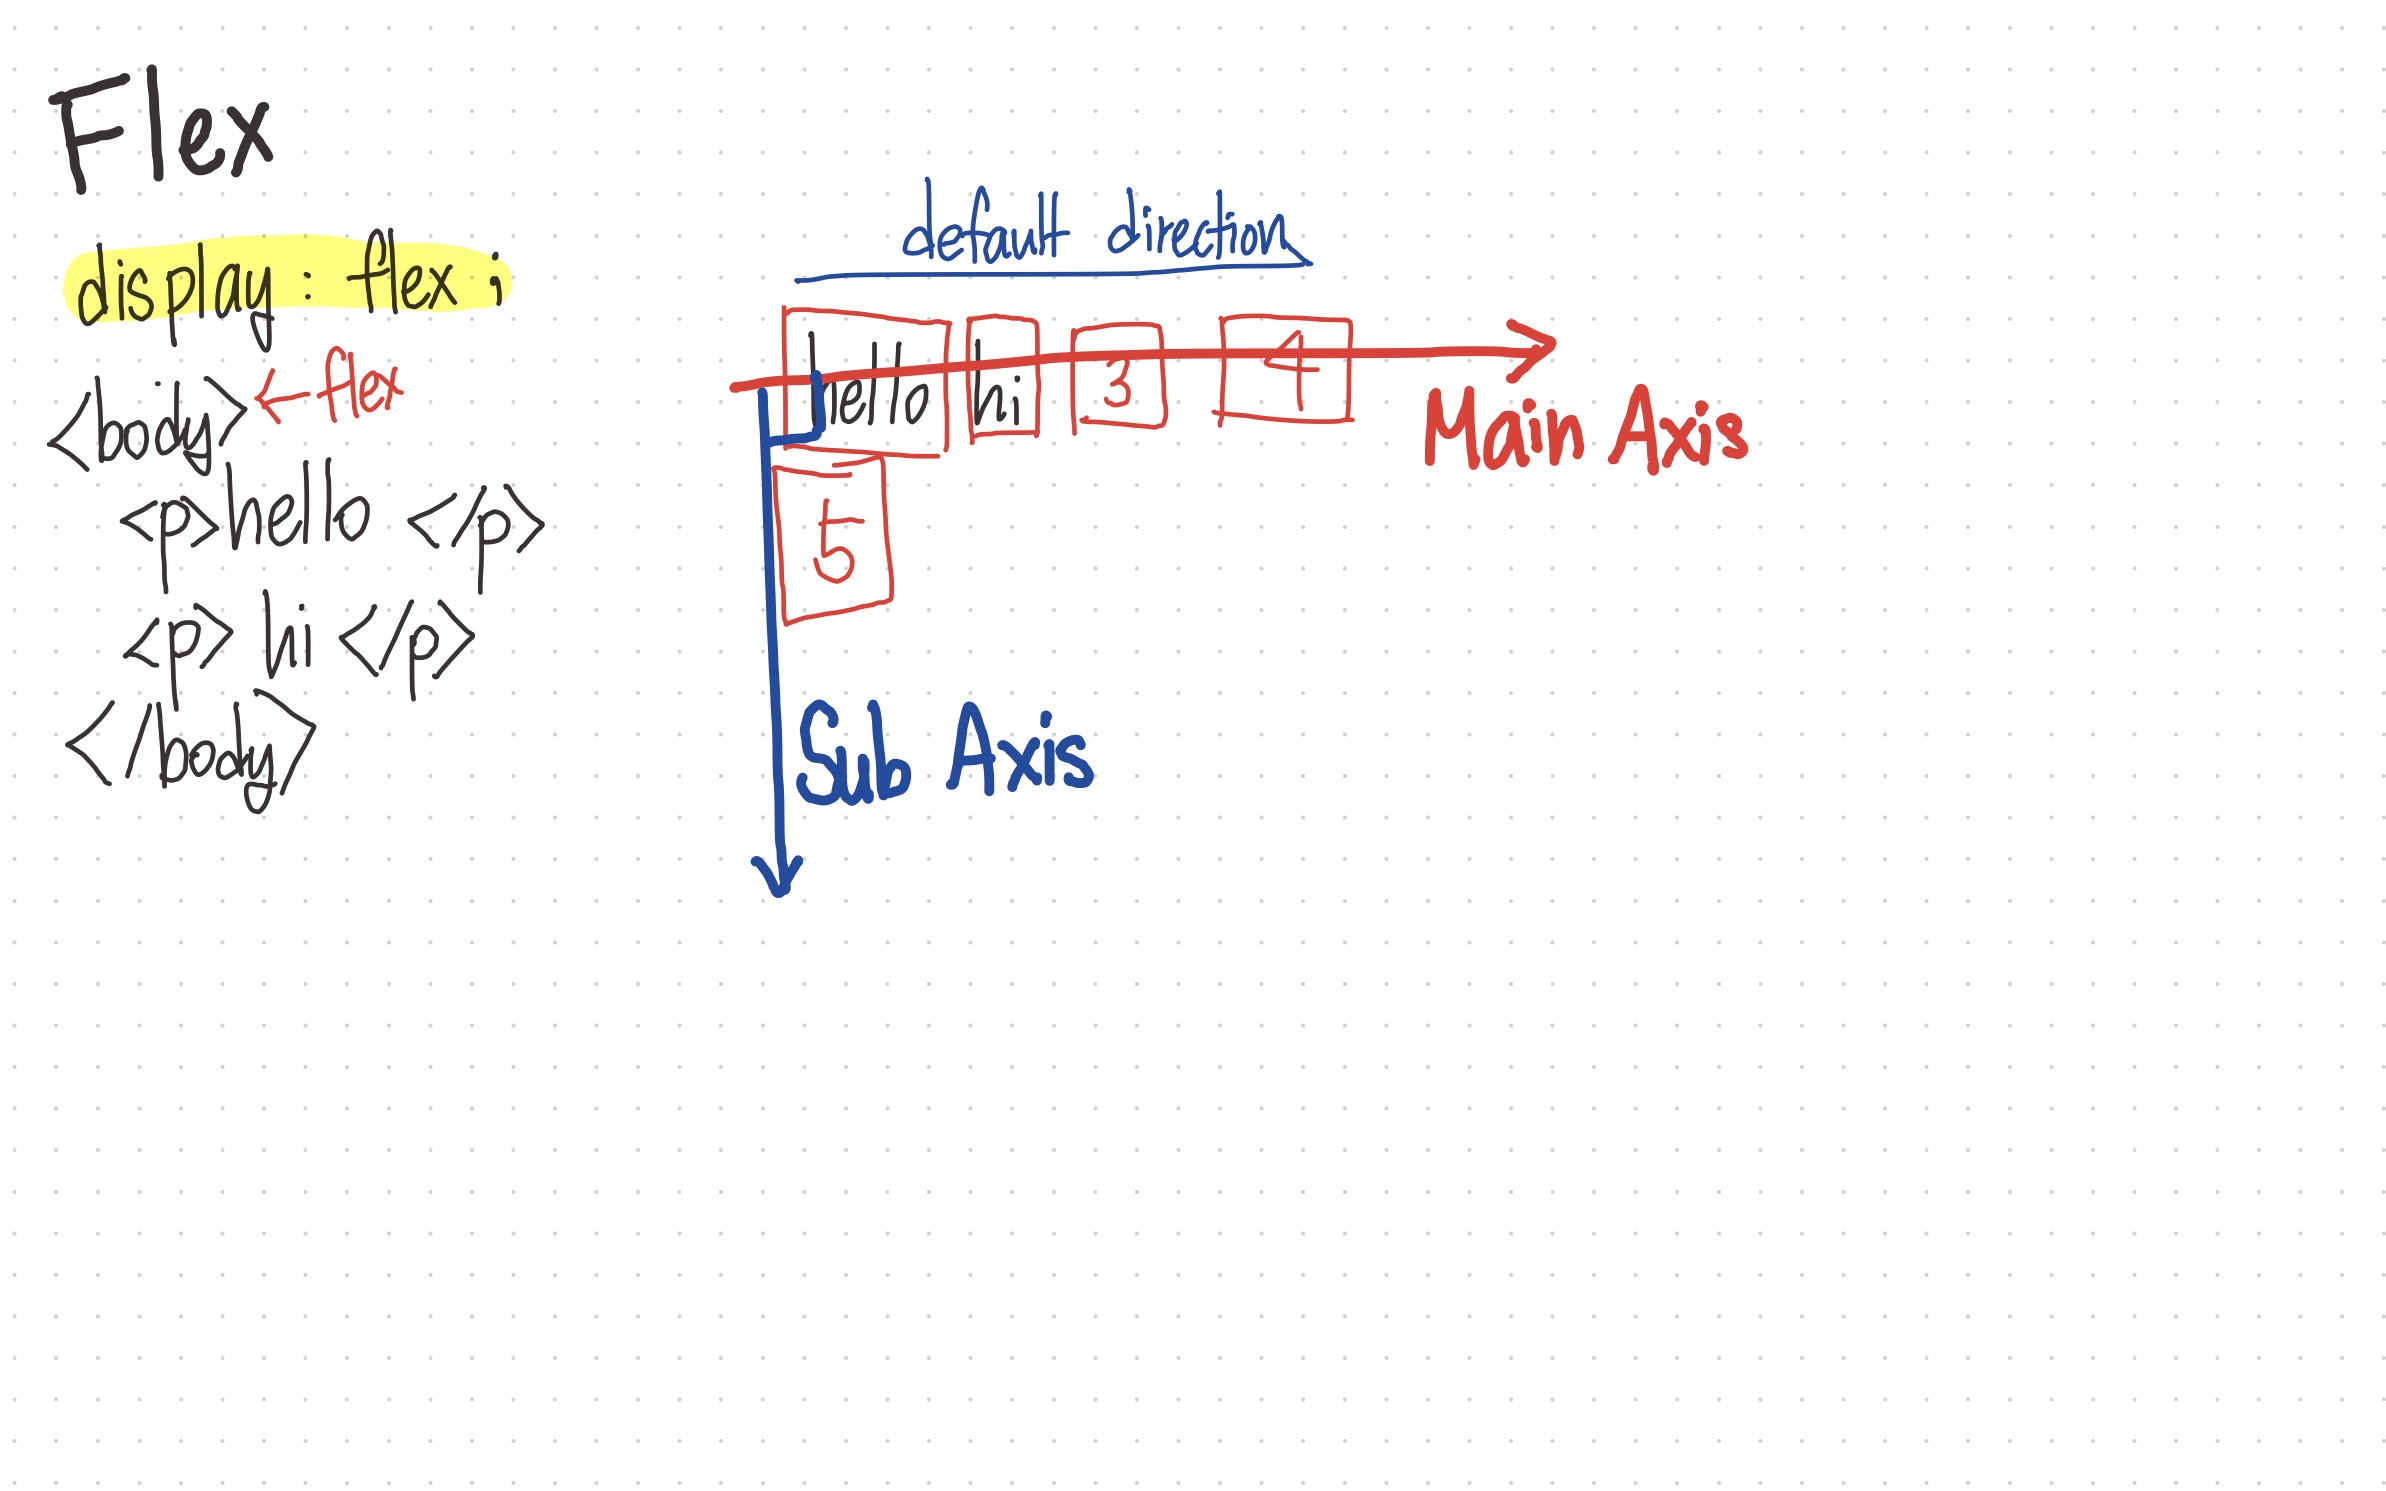 Flex
display: flex;
<body> ← flex
<p>hello </p>
<p> hi </p>
</body>
default direction
hello hi 3 4
Main Axis
5
Sub Axis